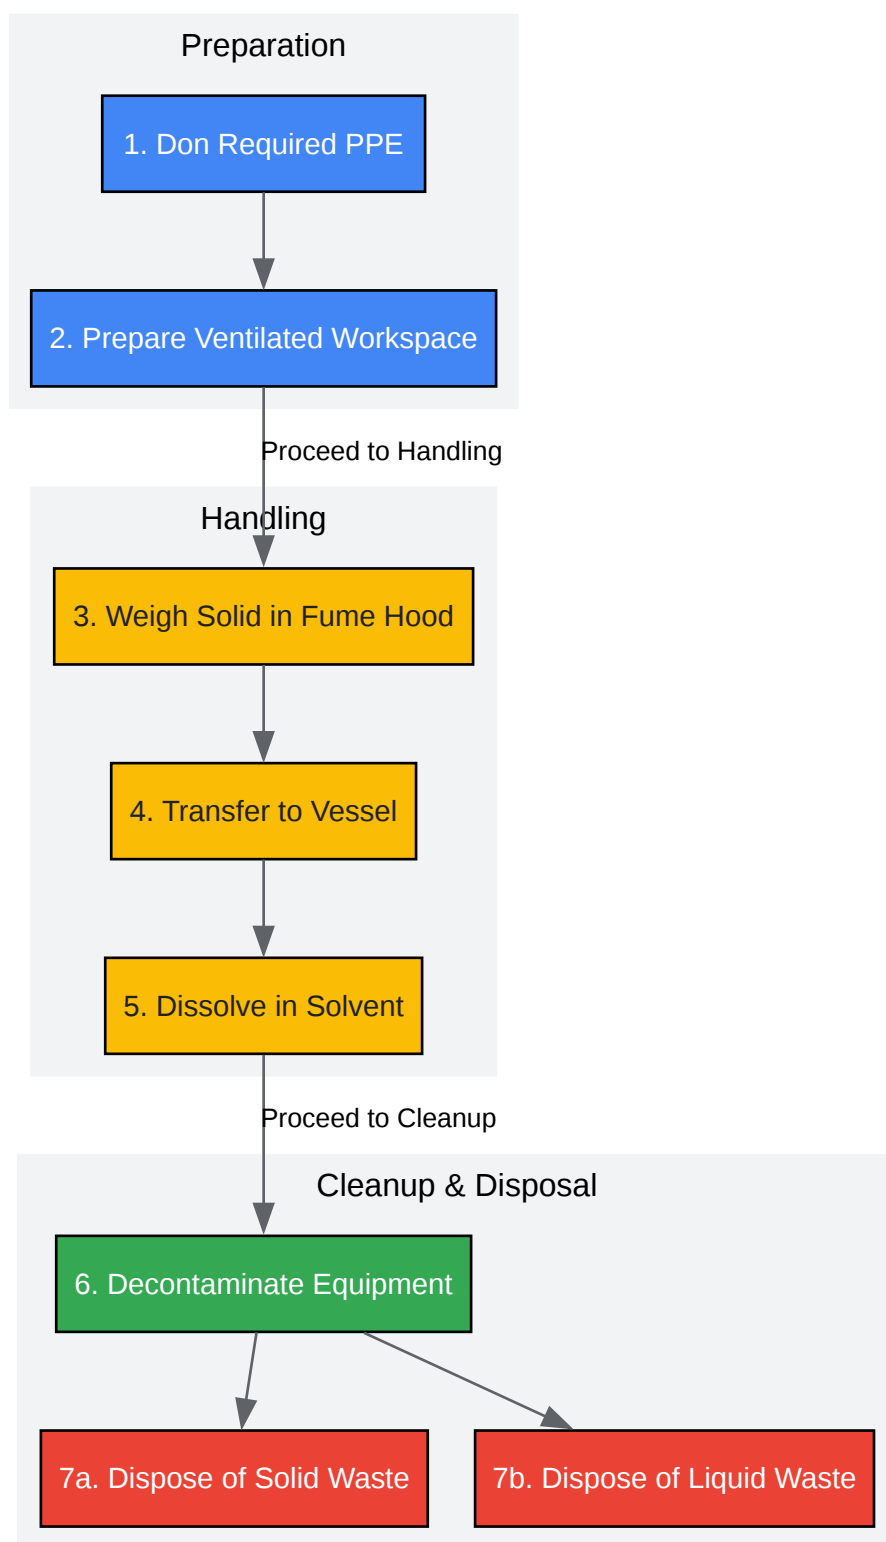 Preparation
1. Don Required PPE
2. Prepare Ventilated Workspace
Proceed to Handling
Handling
3. Weigh Solid in Fume Hood
4. Transfer to Vessel
5. Dissolve in Solvent
Proceed to Cleanup
Cleanup & Disposal
6. Decontaminate Equipment
7a. Dispose of Solid Waste
7b. Dispose of Liquid Waste